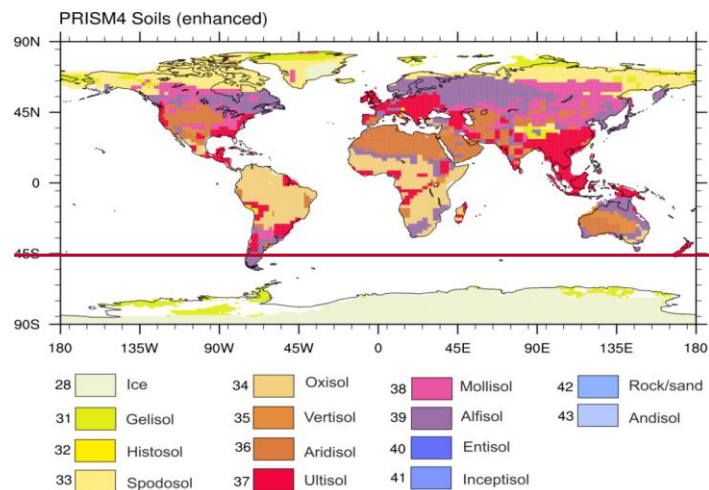 PRISM4 Soils (enhanced)
90N
45N
0
45S
90S
180 135W 90W 45W 0 45E 90E 135E 180
28 Ice 34 Oxisol 38 Mollisol 42 Rock/sand
31 Gelisol 35 Vertisol 39 Alfisol 43 Andisol
32 Histosol 36 Aridisol 40 Entisol
33 Spodosol 37 Ultisol 41 Inceptisol